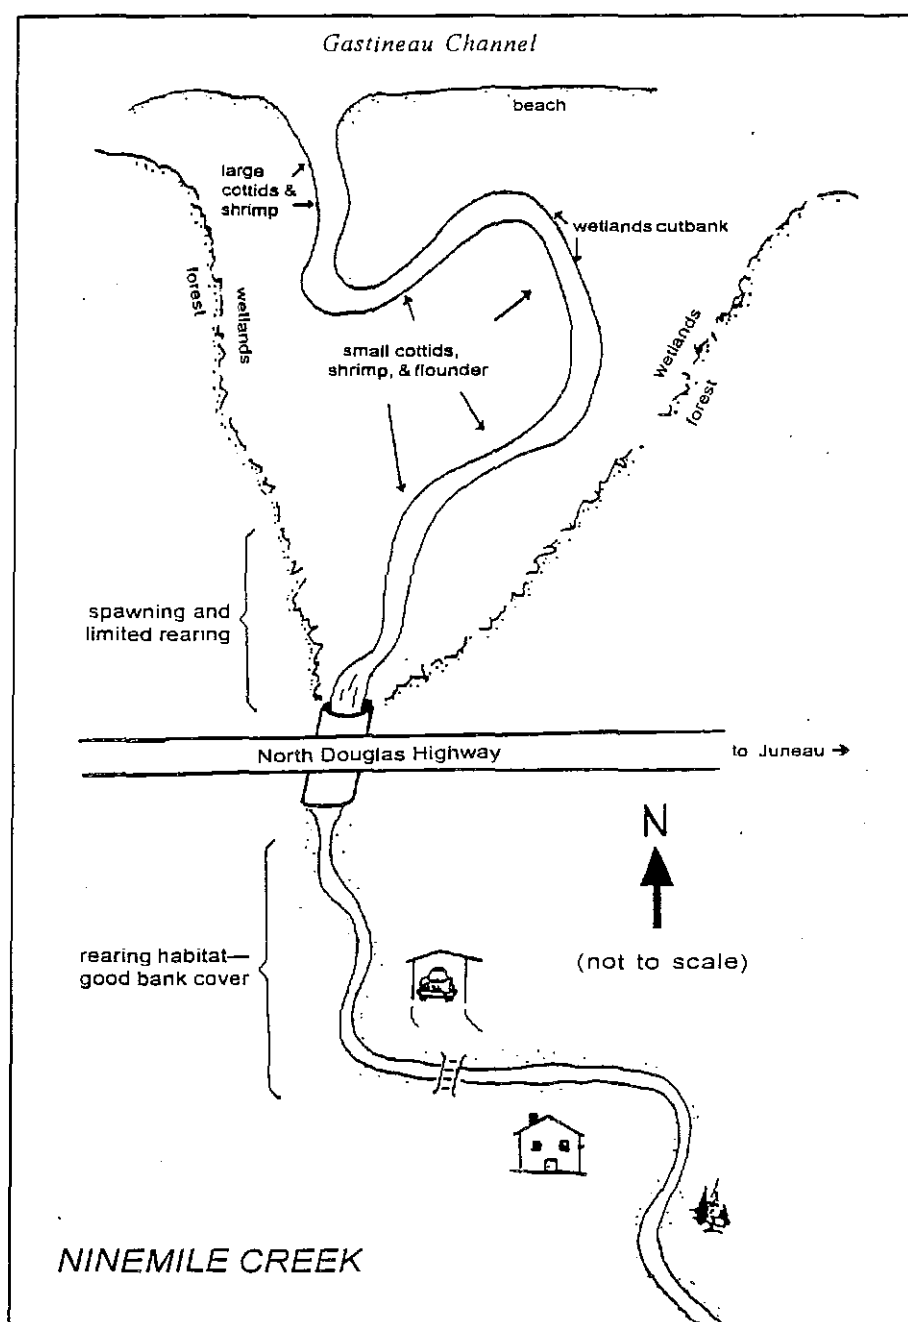 Gastineau Channel
beach
large
cottids &
shrimp
wetlands cutbank
forest
wetlands
wetlands
forest
small cottids,
shrimp, & flounder
spawning and
limited rearing
North Douglas Highway
to Juneau
N
(not to scale)
rearing habitat—
good bank cover
NINEMILE CREEK